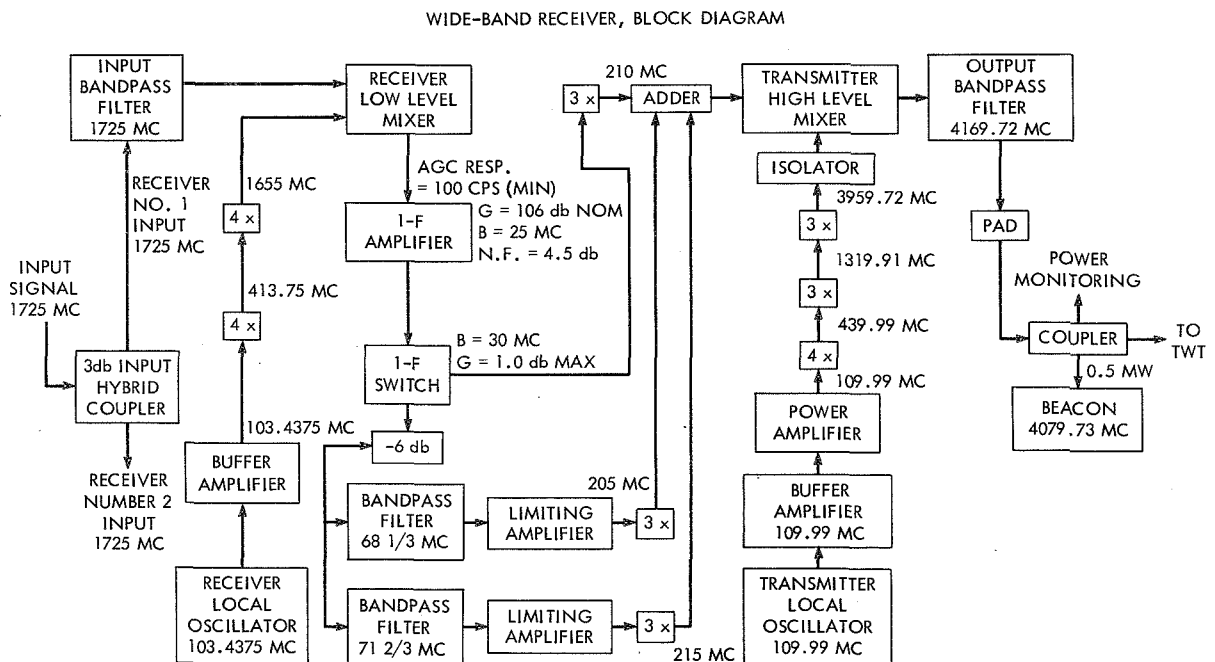 WIDE-BAND RECEIVER, BLOCK DIAGRAM
INPUT
BANDPASS
FILTER
1725 MC
RECEIVER
LOW LEVEL
MIXER
3 x
210 MC
ADDER
TRANSMITTER
HIGH LEVEL
MIXER
OUTPUT
BANDPASS
FILTER
4169.72 MC
RECEIVER
NO. 1
INPUT
1725 MC
1655 MC
4 x
413.75 MC
4 x
AGC RESP.
= 100 CPS (MIN)
G = 106 db NOM
B = 25 MC
N.F. = 4.5 db
1-F
AMPLIFIER
ISOLATOR
3959.72 MC
3 x
1319.91 MC
3 x
439.99 MC
4 x
109.99 MC
PAD
POWER
MONITORING
COUPLER
TO
TWT
0.5 MW
BEACON
4079.73 MC
INPUT
SIGNAL
1725 MC
3db INPUT
HYBRID
COUPLER
RECEIVER
NUMBER 2
INPUT
1725 MC
103.4375 MC
BUFFER
AMPLIFIER
RECEIVER
LOCAL
OSCILLATOR
103.4375 MC
B = 30 MC
G = 1.0 db MAX
1-F
SWITCH
-6 db
BANDPASS
FILTER
68 1/3 MC
LIMITING
AMPLIFIER
205 MC
3 x
BANDPASS
FILTER
71 2/3 MC
LIMITING
AMPLIFIER
3 x
215 MC
POWER
AMPLIFIER
BUFFER
AMPLIFIER
109.99 MC
TRANSMITTER
LOCAL
OSCILLATOR
109.99 MC